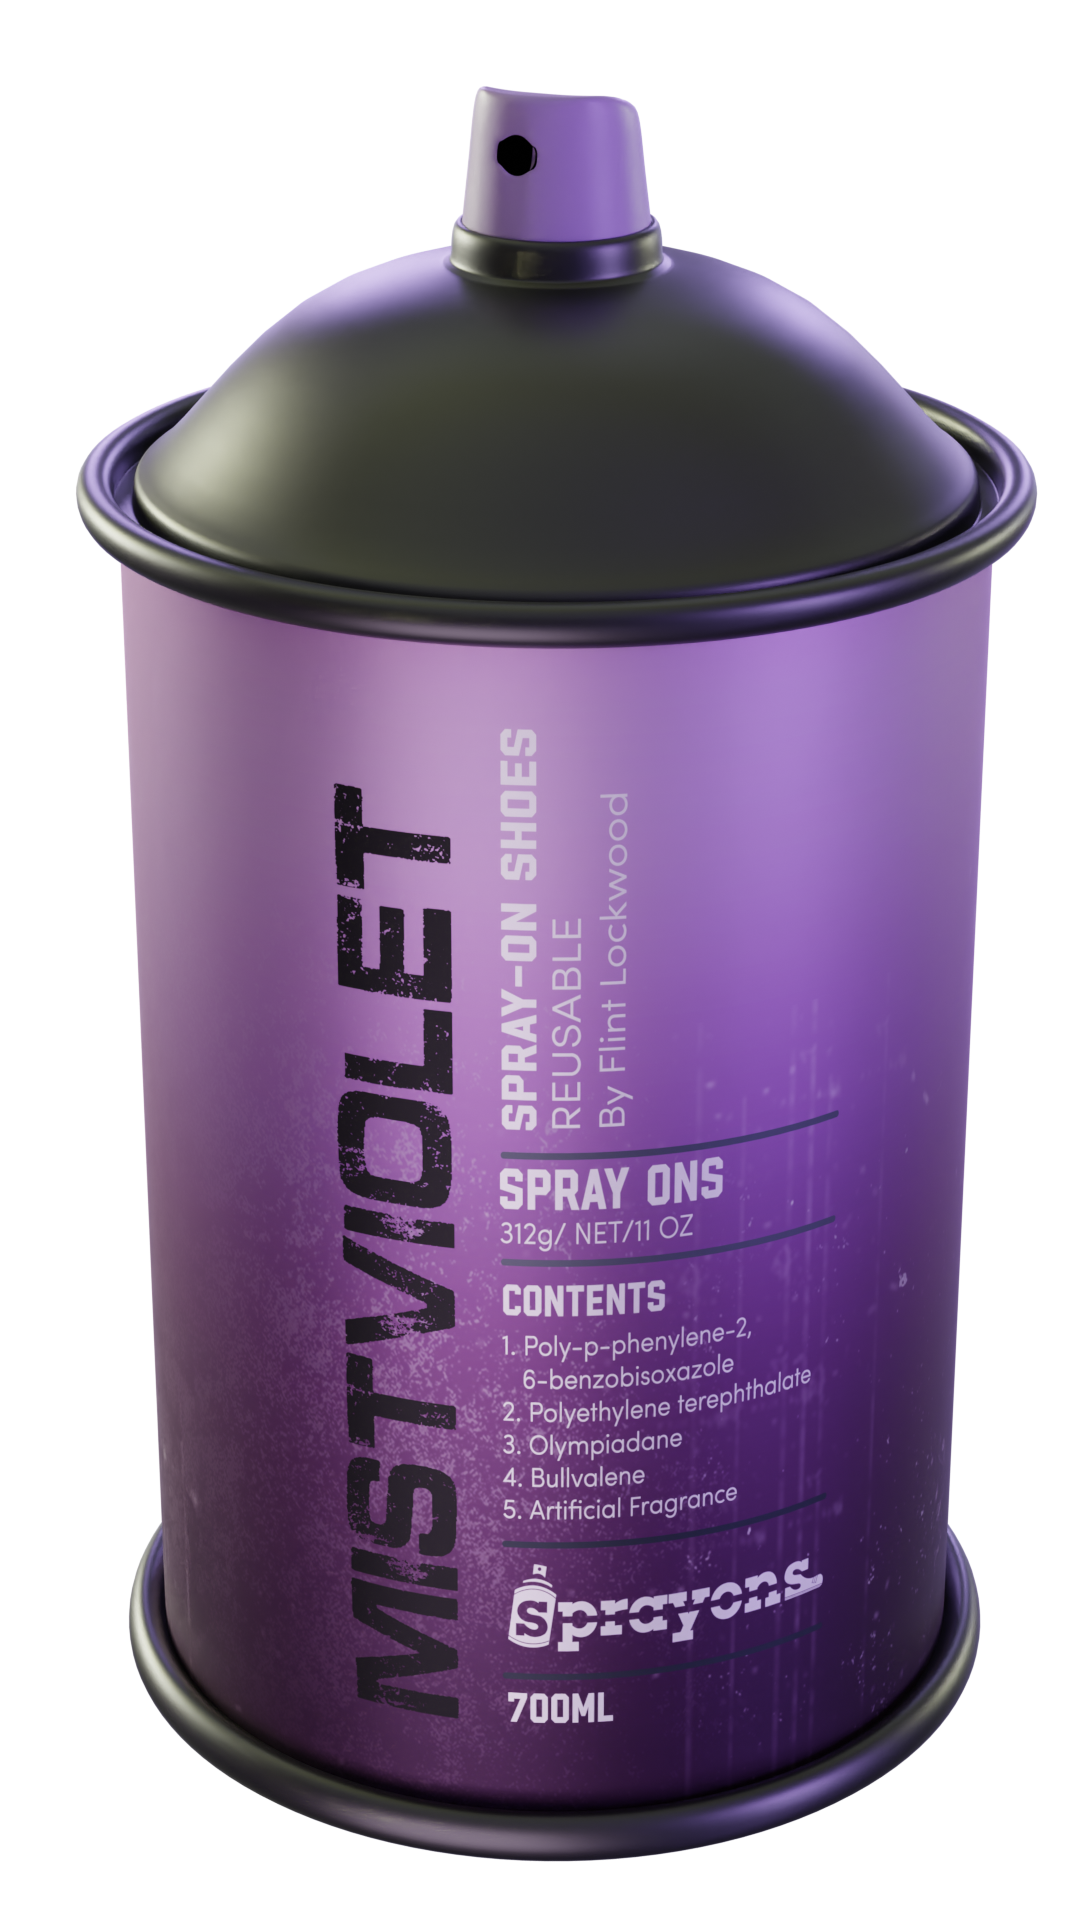 MISTVIOLET
SPRAY-ON SHOES
REUSABLE
By Flint Lockwood
SPRAY ONS
312g/ NET/11 OZ
CONTENTS
1. Poly-p-phenylene-2,
6-benzobisoxazole
2. Polyethylene terephthalate
3. Olympiadane
4. Bullvalene
5. Artificial Fragrance
sprayons
700ML